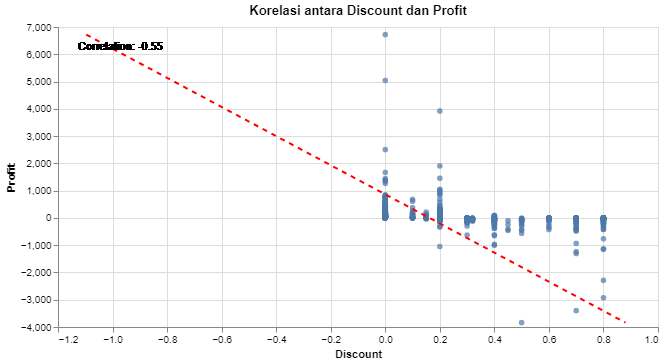 Korelasi antara Discount dan Profit
7,000
Correlation: -0.55
6,000
5,000
4,000
3,000
2,000
1,000
0
−1,000
−2,000
−3,000
−4,000
Profit
−1.2 −1.0 −0.8 −0.6 −0.4 −0.2 0.0 0.2 0.4 0.6 0.8 1.0
Discount